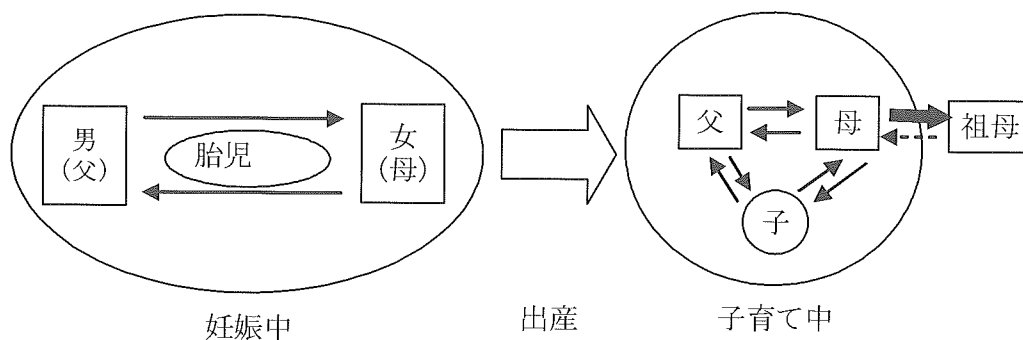 男
(父)
胎児
女
(母)
父
母
祖母
子
妊娠中
出産
子育て中